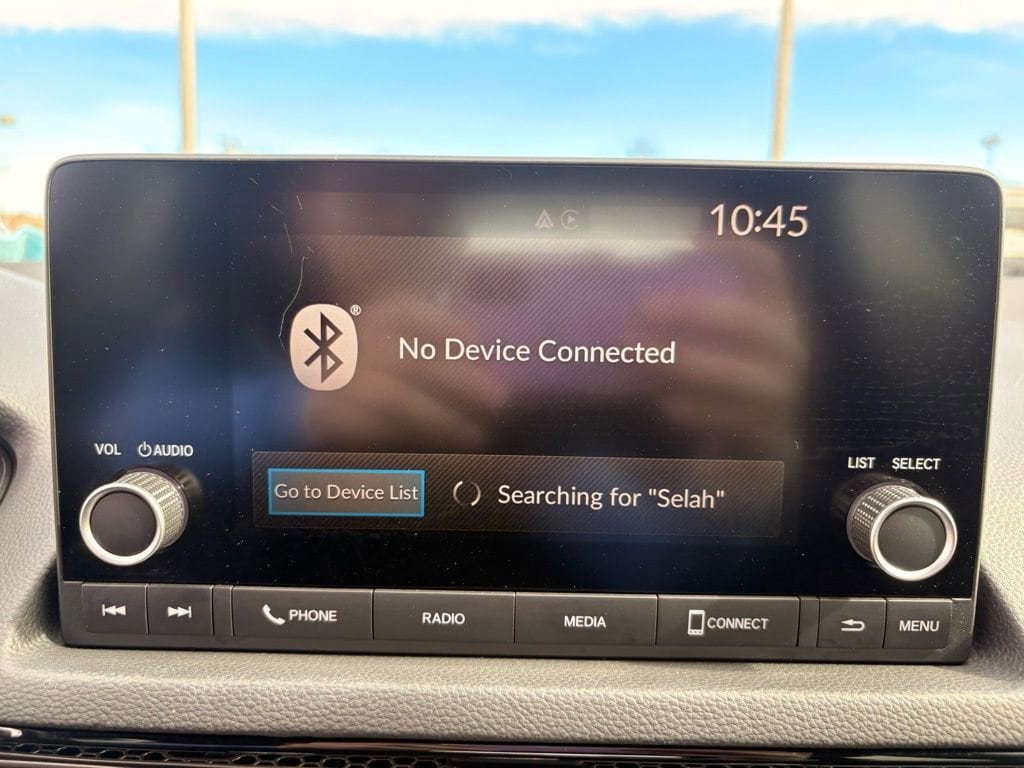 10:45
®
No Device Connected
VOL AUDIO
LIST SELECT
Go to Device List
Searching for "Selah"
PHONE
RADIO
MEDIA
CONNECT
MENU